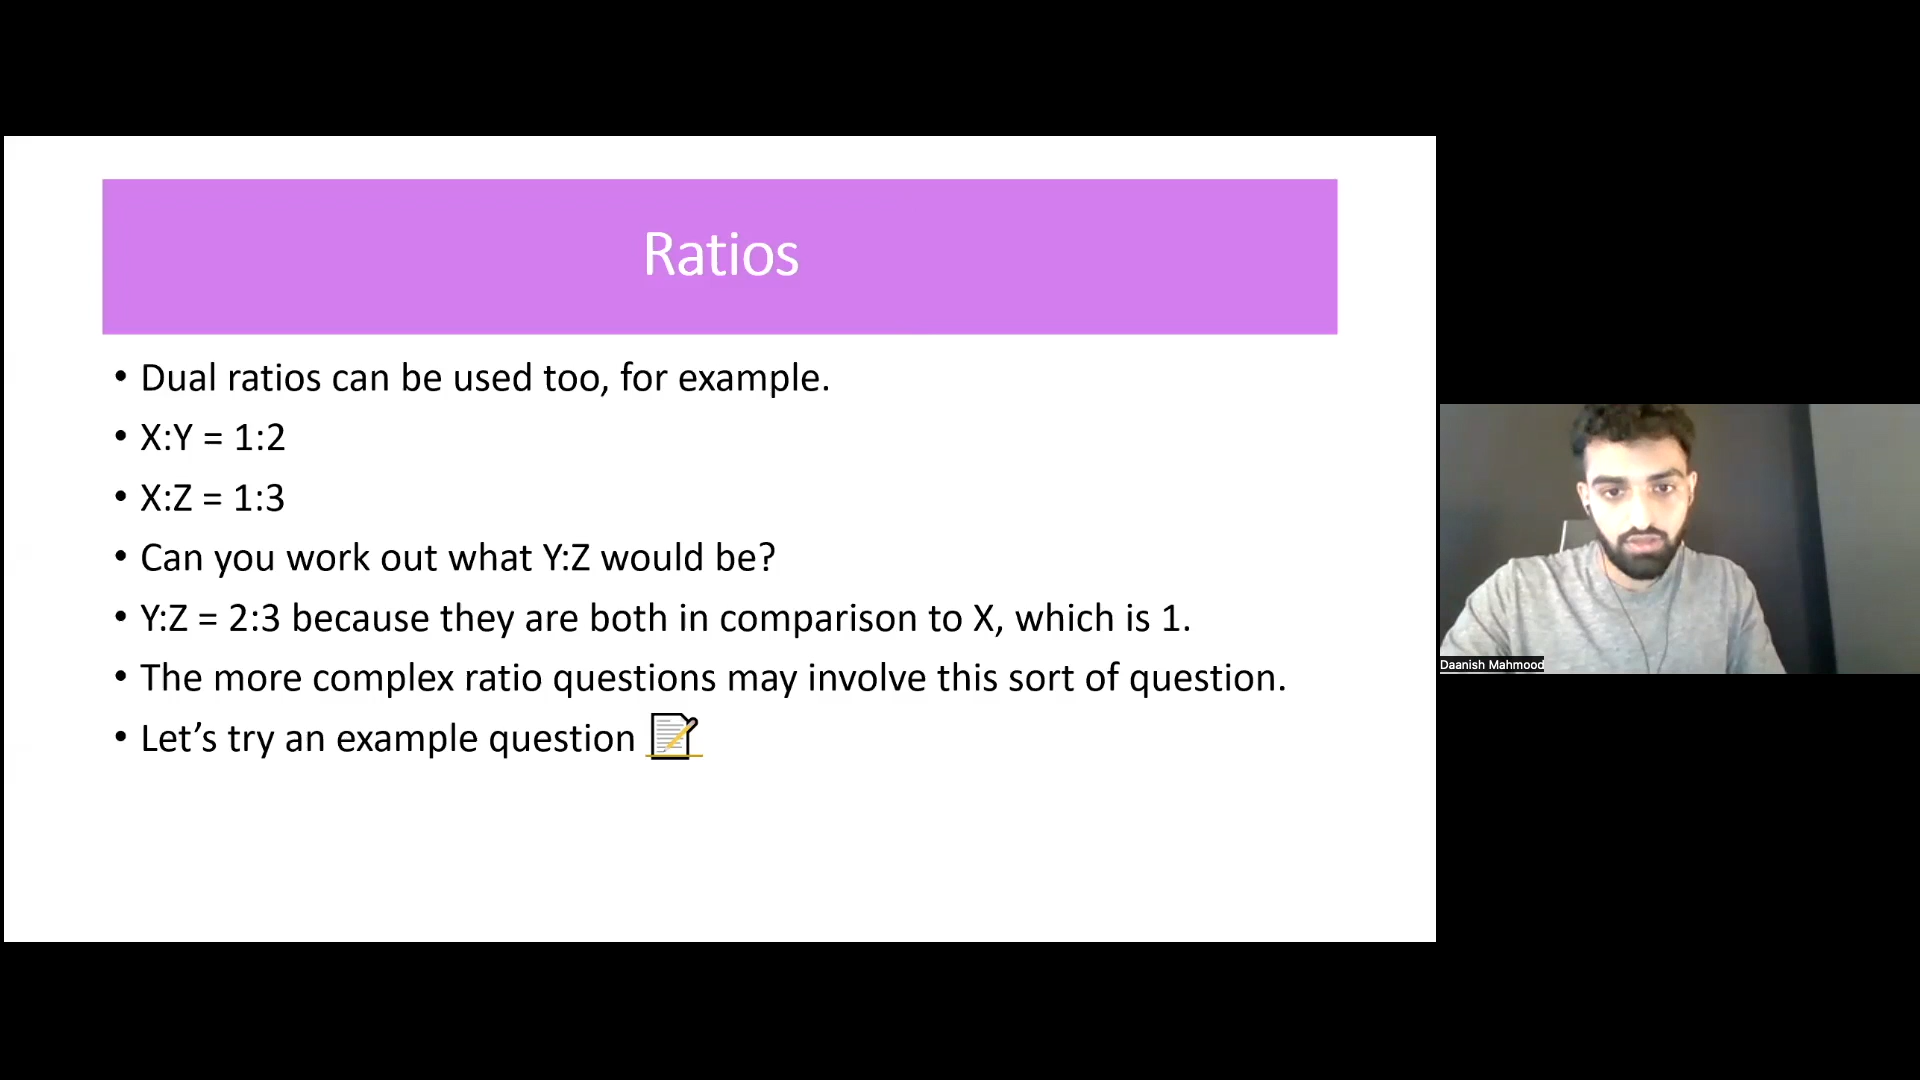 Ratios
• Dual ratios can be used too, for example.
• X:Y = 1:2
• X:Z = 1:3
• Can you work out what Y:Z would be?
• Y:Z = 2:3 because they are both in comparison to X, which is 1.
• The more complex ratio questions may involve this sort of question.
• Let’s try an example question
Daanish Mahmood